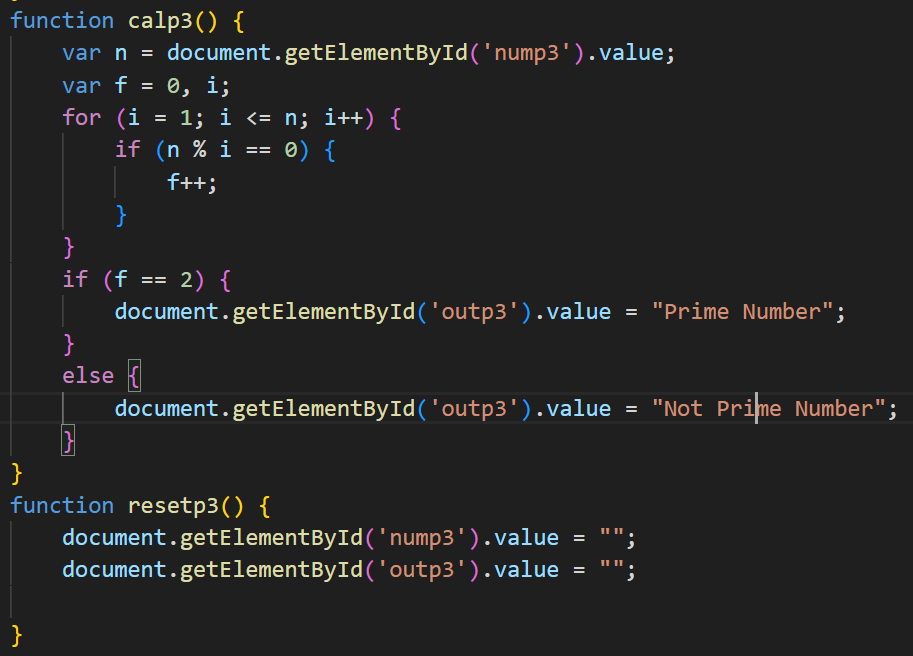 function calp3() {
    var n = document.getElementById('nump3').value;
    var f = 0, i;
    for (i = 1; i <= n; i++) {
        if (n % i == 0) {
            f++;
        }
    }
    if (f == 2) {
        document.getElementById('outp3').value = "Prime Number";
    }
    else {
        document.getElementById('outp3').value = "Not Prime Number";
    }
}
function resetp3() {
    document.getElementById('nump3').value = "";
    document.getElementById('outp3').value = "";

}